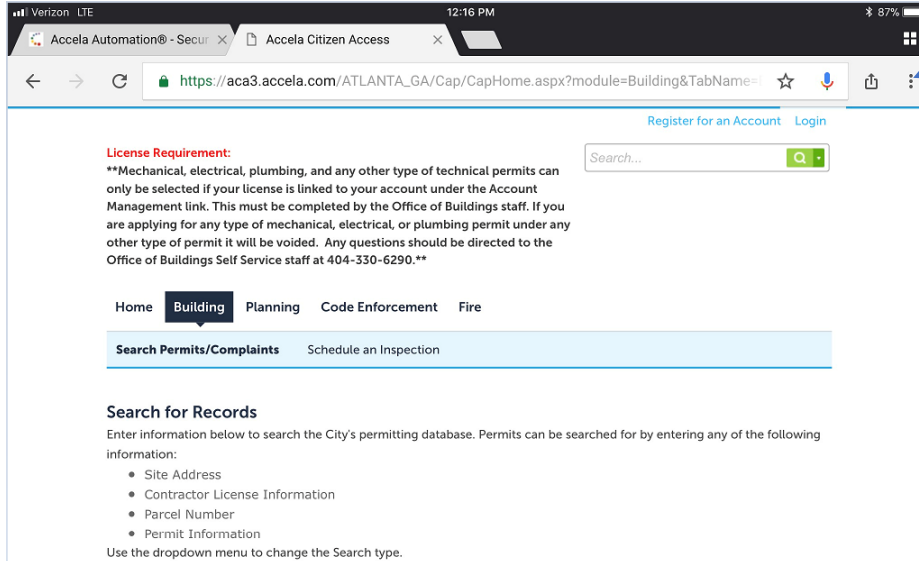 Verizon LTE 12:16 PM 87%
Accela Automation® - Secur Accela Citizen Access
https://aca3.accela.com/ATLANTA_GA/Cap/CapHome.aspx?module=Building&TabName=
Register for an Account Login
License Requirement:
Search...
**Mechanical, electrical, plumbing, and any other type of technical permits can
only be selected if your license is linked to your account under the Account
Management link. This must be completed by the Office of Buildings staff. If you
are applying for any type of mechanical, electrical, or plumbing permit under any
other type of permit it will be voided. Any questions should be directed to the
Office of Buildings Self Service staff at 404-330-6290.**
Home Building Planning Code Enforcement Fire
Search Permits/Complaints Schedule an Inspection
Search for Records
Enter information below to search the City's permitting database. Permits can be searched for by entering any of the following
information:
• Site Address
• Contractor License Information
• Parcel Number
• Permit Information
Use the dropdown menu to change the Search type.